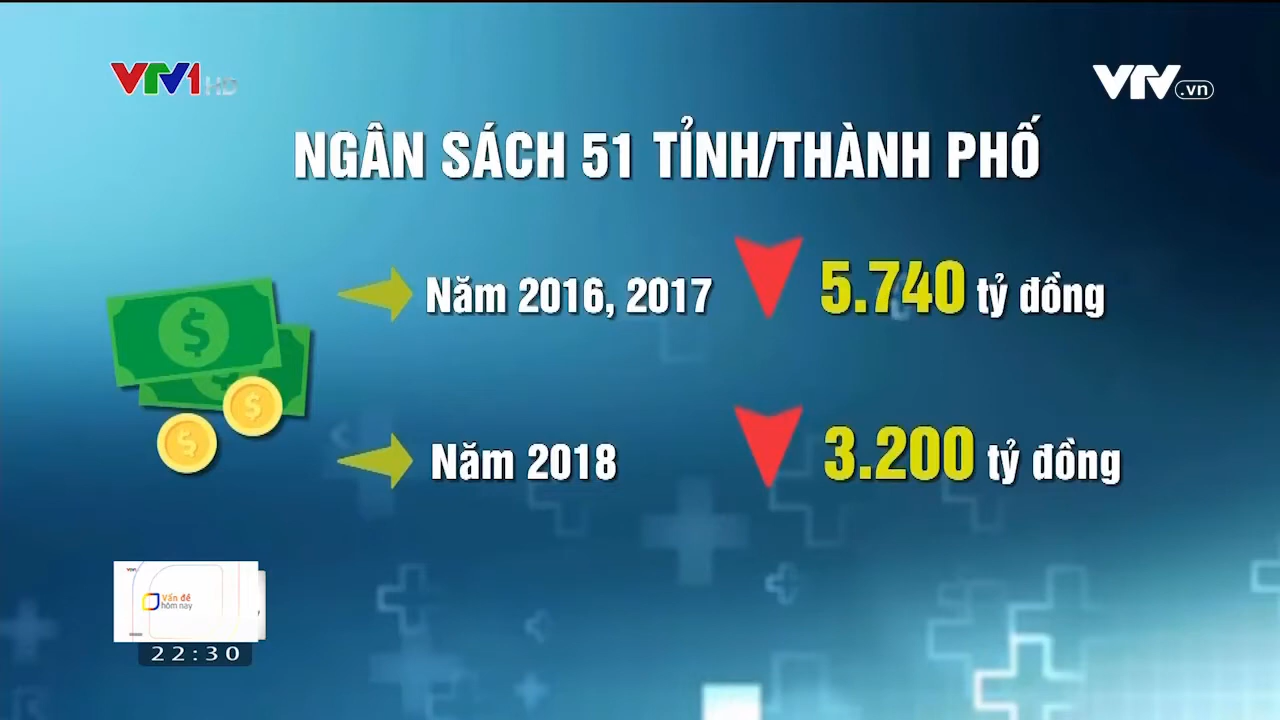 VTV1 HD
VTV.vn
NGÂN SÁCH 51 TỈNH/THÀNH PHỐ
Năm 2016, 2017 5.740 tỷ đồng
Năm 2018 3.200 tỷ đồng
Vấn đề
hôm nay
22:30